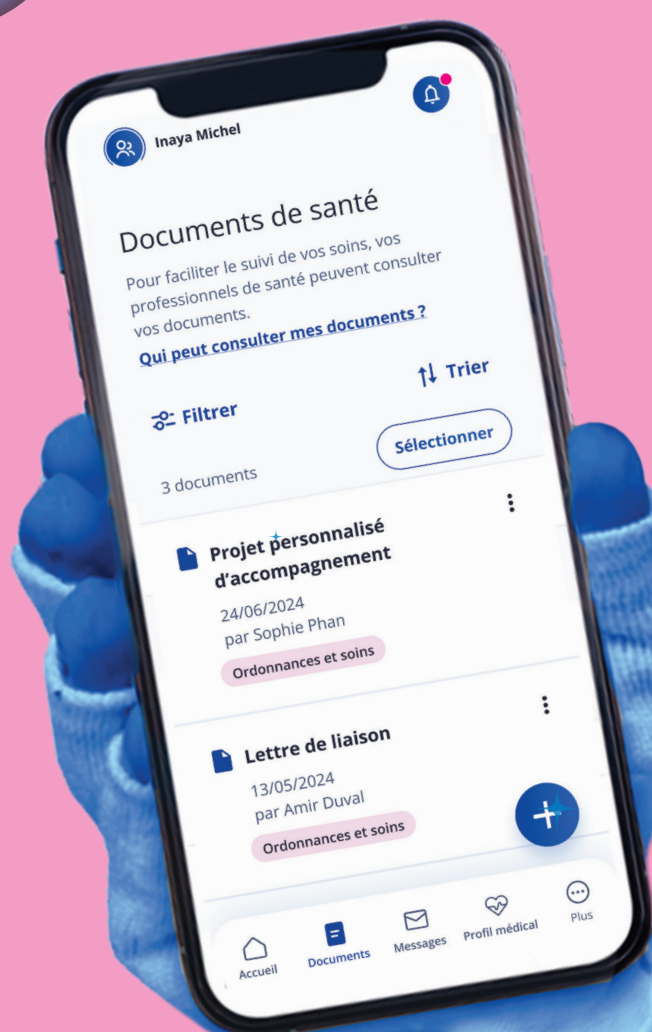 Inaya Michel
Documents de santé
Pour faciliter le suivi de vos soins, vos
professionnels de santé peuvent consulter
vos documents.
Qui peut consulter mes documents ?
Filtrer
Trier
3 documents
Sélectionner
Projet personnalisé
d’accompagnement
24/06/2024
par Sophie Phan
Ordonnances et soins
Lettre de liaison
13/05/2024
par Amir Duval
Ordonnances et soins
Accueil
Documents
Messages
Profil médical
Plus